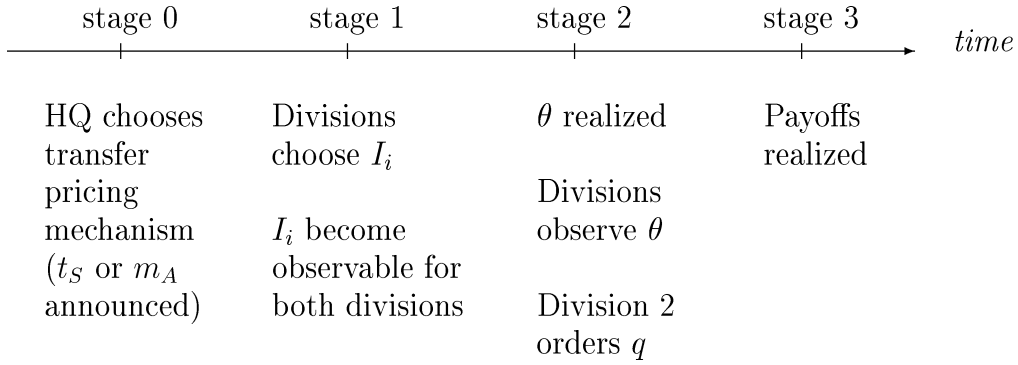 stage 0
stage 1
stage 2
stage 3
time
HQ chooses
transfer
pricing
mechanism
(t_S or m_A
announced)
Divisions
choose I_i
I_i become
observable for
both divisions
θ realized
Divisions
observe θ
Division 2
orders q
Payoffs
realized